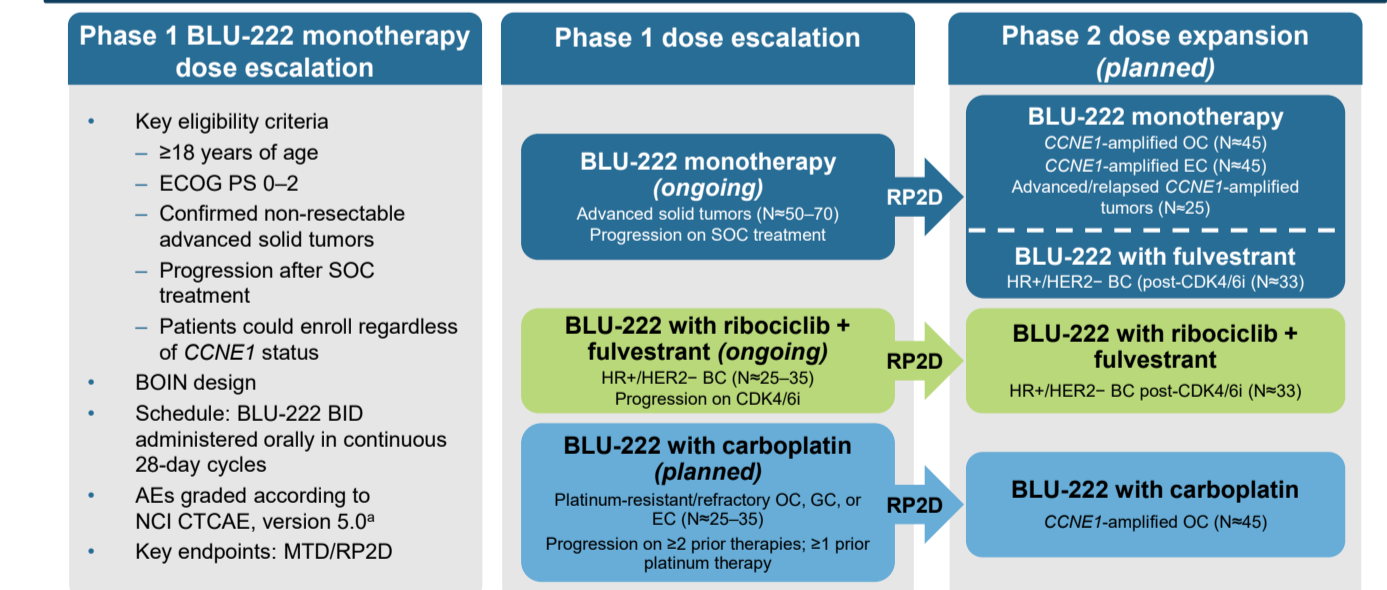 Phase 1 BLU-222 monotherapy
dose escalation
• Key eligibility criteria
– ≥18 years of age
– ECOG PS 0–2
– Confirmed non-resectable
advanced solid tumors
– Progression after SOC
treatment
– Patients could enroll regardless
of CCNE1 status
• BOIN design
• Schedule: BLU-222 BID
administered orally in continuous
28-day cycles
• AEs graded according to
NCI CTCAE, version 5.0ᵃ
• Key endpoints: MTD/RP2D
Phase 1 dose escalation
BLU-222 monotherapy
(ongoing)
Advanced solid tumors (N≈50–70)
Progression on SOC treatment
RP2D
BLU-222 with ribociclib +
fulvestrant (ongoing)
HR+/HER2− BC (N≈25–35)
Progression on CDK4/6i
RP2D
BLU-222 with carboplatin
(planned)
Platinum-resistant/refractory OC, GC, or
EC (N≈25–35)
Progression on ≥2 prior therapies; ≥1 prior
platinum therapy
RP2D
Phase 2 dose expansion
(planned)
BLU-222 monotherapy
CCNE1-amplified OC (N≈45)
CCNE1-amplified EC (N≈45)
Advanced/relapsed CCNE1-amplified
tumors (N≈25)
BLU-222 with fulvestrant
HR+/HER2− BC (post-CDK4/6i (N≈33)
BLU-222 with ribociclib +
fulvestrant
HR+/HER2− BC post-CDK4/6i (N≈33)
BLU-222 with carboplatin
CCNE1-amplified OC (N≈45)